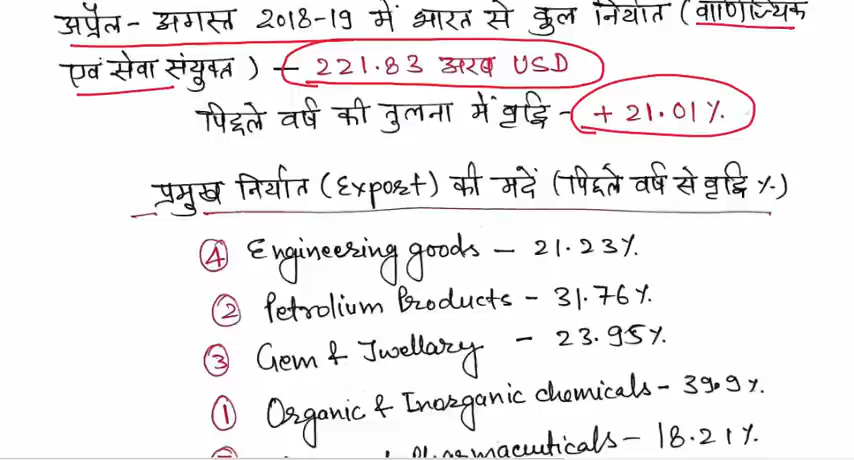 अप्रैल - अगस्त 2018-19 में भारत से कुल निर्यात (वाणिज्यिक
एवं सेवा संयुक्त) - 221.83 अरब USD
पिछले वर्ष की तुलना में वृद्धि - + 21.01%
प्रमुख निर्यात (Export) की मदें (पिछले वर्ष से वृद्धि %)
④ Engineering goods - 21.23%
② Petrolium Products - 31.76%
③ Gem & Jwellary - 23.95%
① Organic & Inorganic chemicals - 39.9%
- 18.21%